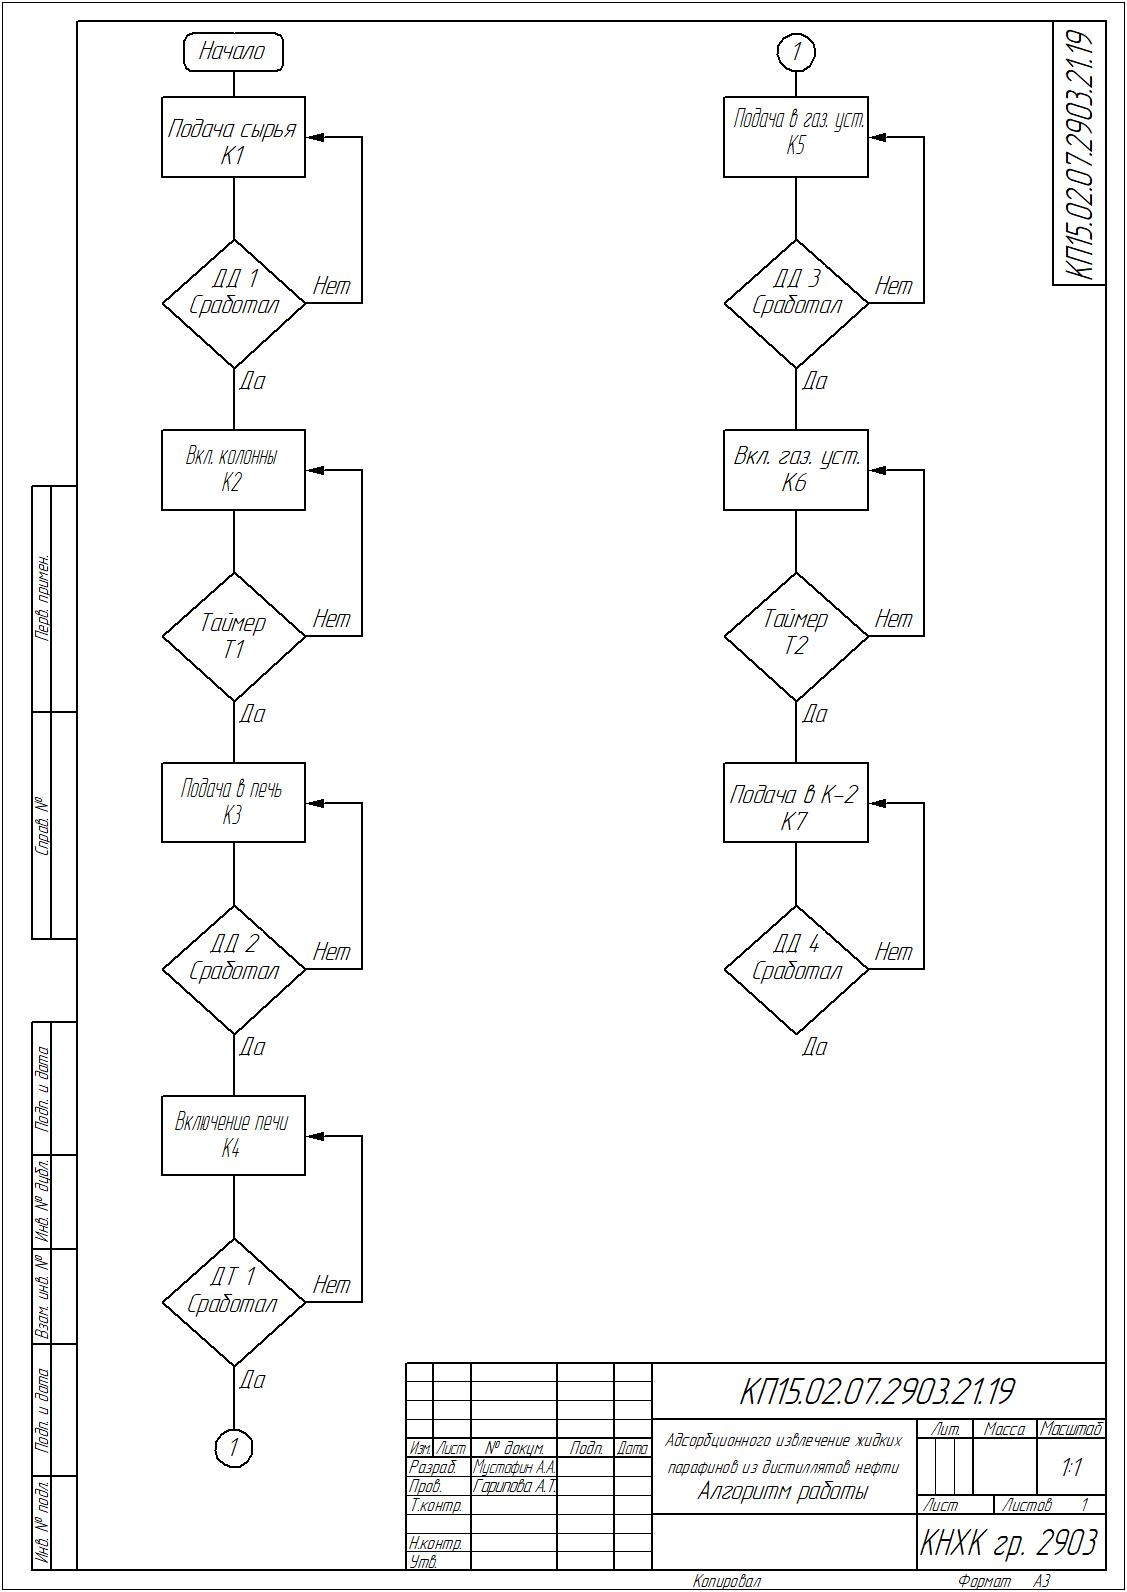 Начало
Подача сырья
К1
ДД 1
Сработал
Нет
Да
Вкл. колонны
К2
Таймер
Т1
Нет
Да
Подача в печь
К3
ДД 2
Сработал
Нет
Да
Включение печи
К4
ДТ 1
Сработал
Нет
Да
1
1
Подача в газ. уст.
К5
ДД 3
Сработал
Нет
Да
Вкл. газ. уст.
К6
Таймер
Т2
Нет
Да
Подача в К-2
К7
ДД 4
Сработал
Нет
Да
КП15.02.07.2903.21.19
Перв. примен.
Справ. №
Подп. и дата
Инв. № дубл.
Взам. инв. №
Подп. и дата
Инв. № подл.
КП15.02.07.2903.21.19
Изм. Лист № докум. Подп. Дата
Разраб. Мустафин А.А.
Пров. Гарипова А.Т.
Т.контр.
Н.контр.
Утв.
Адсорбционного извлечение жидких
парафинов из дистиллятов нефти
Алгоритм работы
Лит. Масса Масштаб
1:1
Лист Листов 1
КНХК гр. 2903
Копировал Формат А3